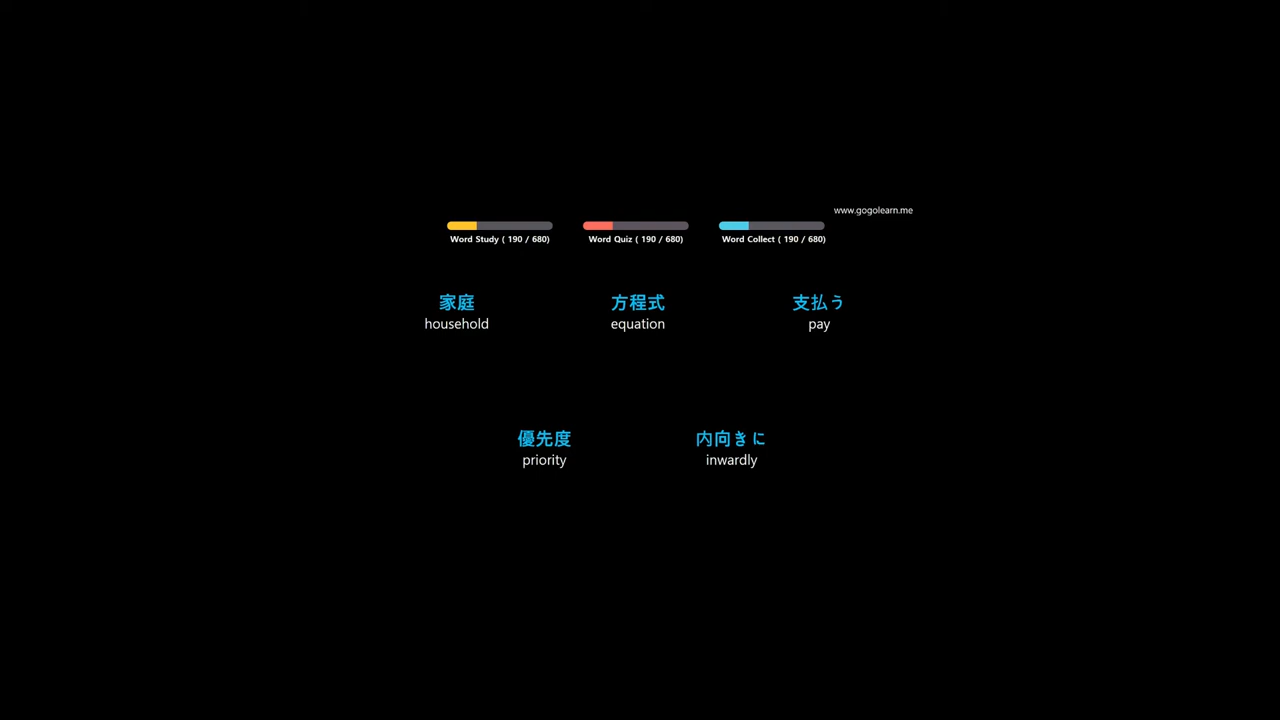 www.gogolearn.me
Word Study ( 190 / 680) Word Quiz ( 190 / 680) Word Collect ( 190 / 680)
家庭 方程式 支払う
household equation pay
優先度 内向きに
priority inwardly